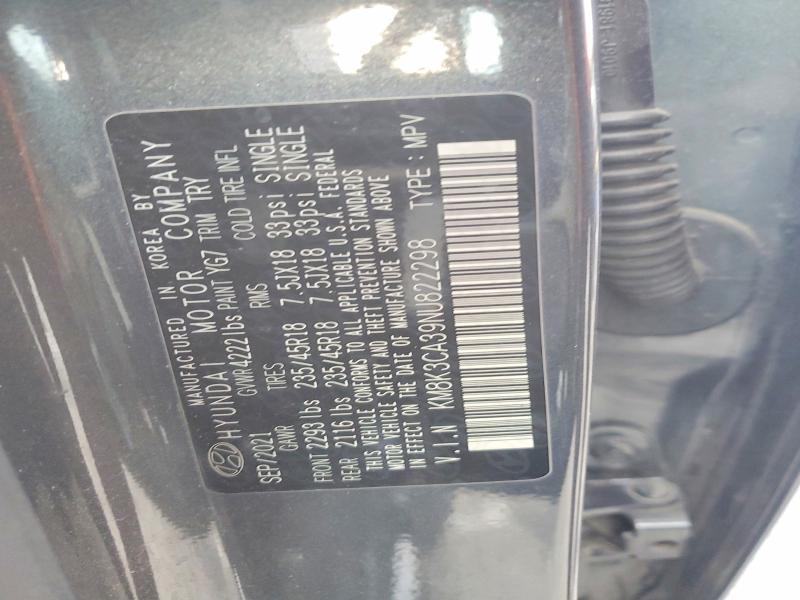 MANUFACTURED IN KOREA BY
HYUNDAI MOTOR COMPANY
SEP/2021 GVWR 4222 lbs PAINT YG7 TRIM TRY
GAWR TIRES RIMS COLD TIRE INFL
FRONT 2293 lbs 235/45R18 7.5JX18 33psi SINGLE
REAR 2116 lbs 235/45R18 7.5JX18 33psi SINGLE
THIS VEHICLE CONFORMS TO ALL APPLICABLE U.S.A. FEDERAL
MOTOR VEHICLE SAFETY AND THEFT PREVENTION STANDARDS
IN EFFECT ON THE DATE OF MANUFACTURE SHOWN ABOVE
V.I.N KM8K3CA39NU822298 TYPE : MPV